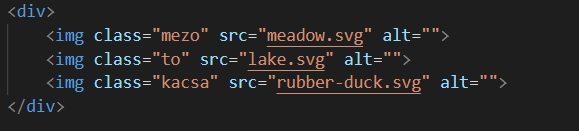 <div>
    <img class="mezo" src="meadow.svg" alt="">
    <img class="to" src="lake.svg" alt="">
    <img class="kacsa" src="rubber-duck.svg" alt="">
</div>